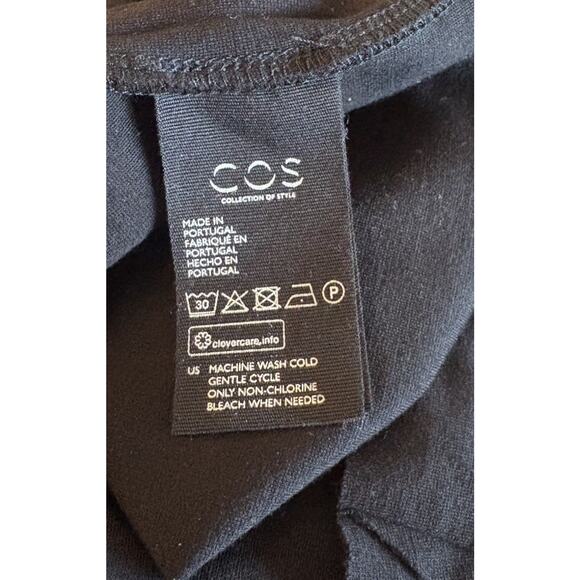 COS
COLLECTION OF STYLE
MADE IN
PORTUGAL
FABRIQUÉ EN
PORTUGAL
HECHO EN
PORTUGAL
30 P
clevercare.info
US MACHINE WASH COLD
GENTLE CYCLE
ONLY NON-CHLORINE
BLEACH WHEN NEEDED